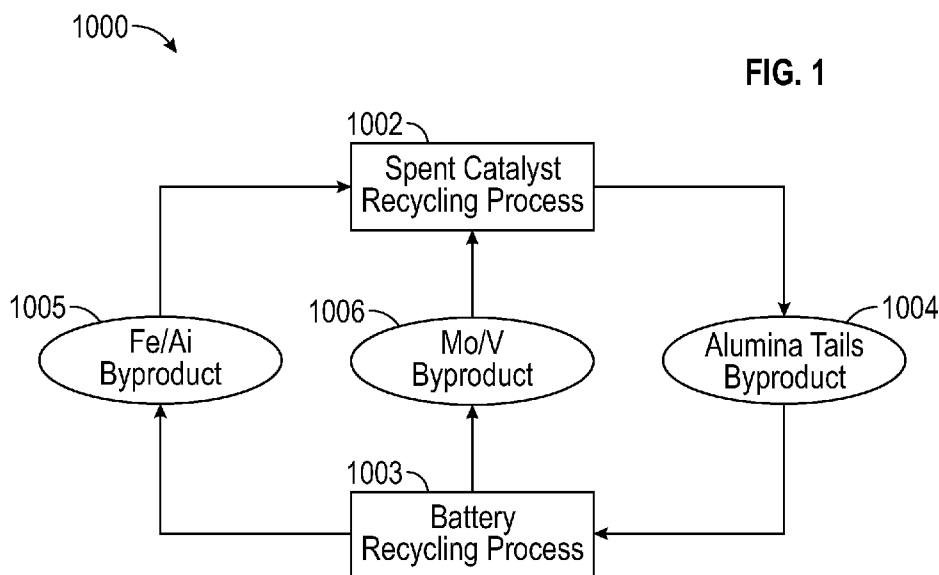 1000
FIG. 1
1002
Spent Catalyst
Recycling Process
1005
Fe/Ai
Byproduct
1006
Mo/V
Byproduct
1004
Alumina Tails
Byproduct
1003
Battery
Recycling Process